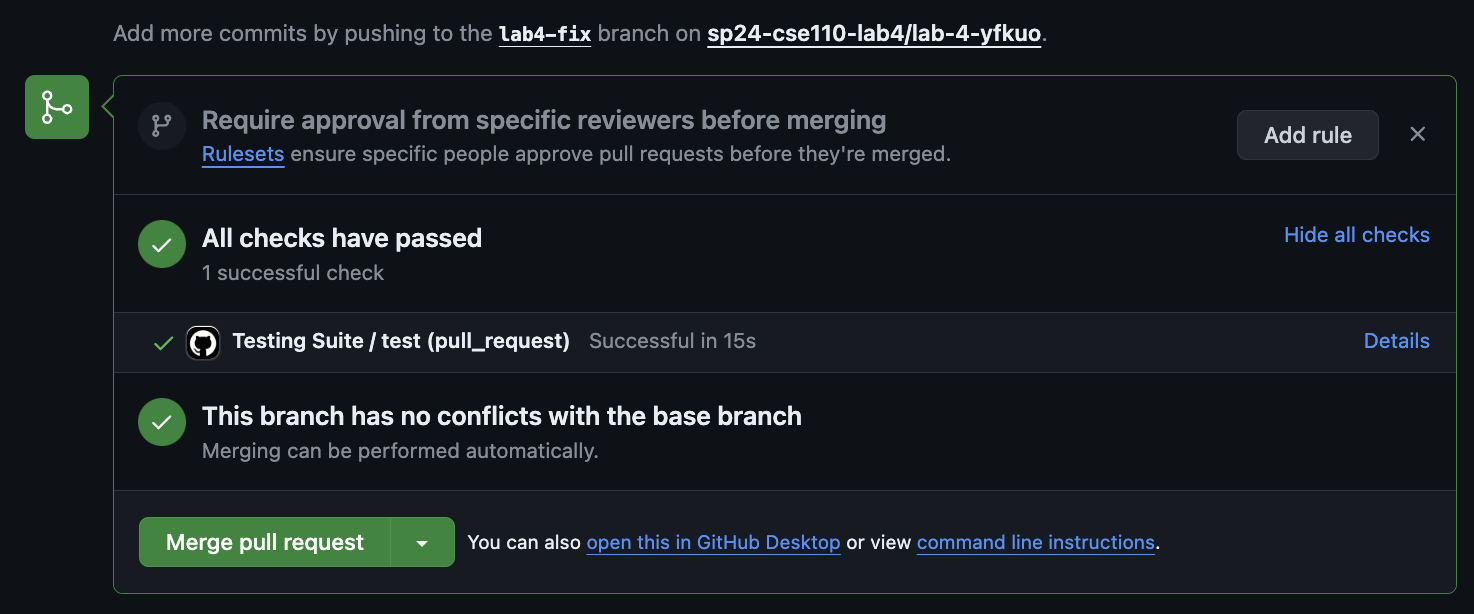 Add more commits by pushing to the lab4-fix branch on sp24-cse110-lab4/lab-4-yfkuo.
Require approval from specific reviewers before merging
Rulesets ensure specific people approve pull requests before they're merged.
Add rule
All checks have passed
1 successful check
Hide all checks
Testing Suite / test (pull_request) Successful in 15s
Details
This branch has no conflicts with the base branch
Merging can be performed automatically.
Merge pull request
You can also open this in GitHub Desktop or view command line instructions.